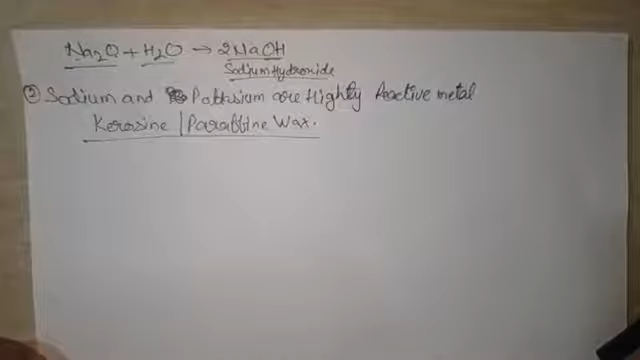 Na2O + H2O → 2NaOH
Sodium Hydroxide
② Sodium and Pottasium are Highly Reactive metal
Kerosine | Paraffine Wax.